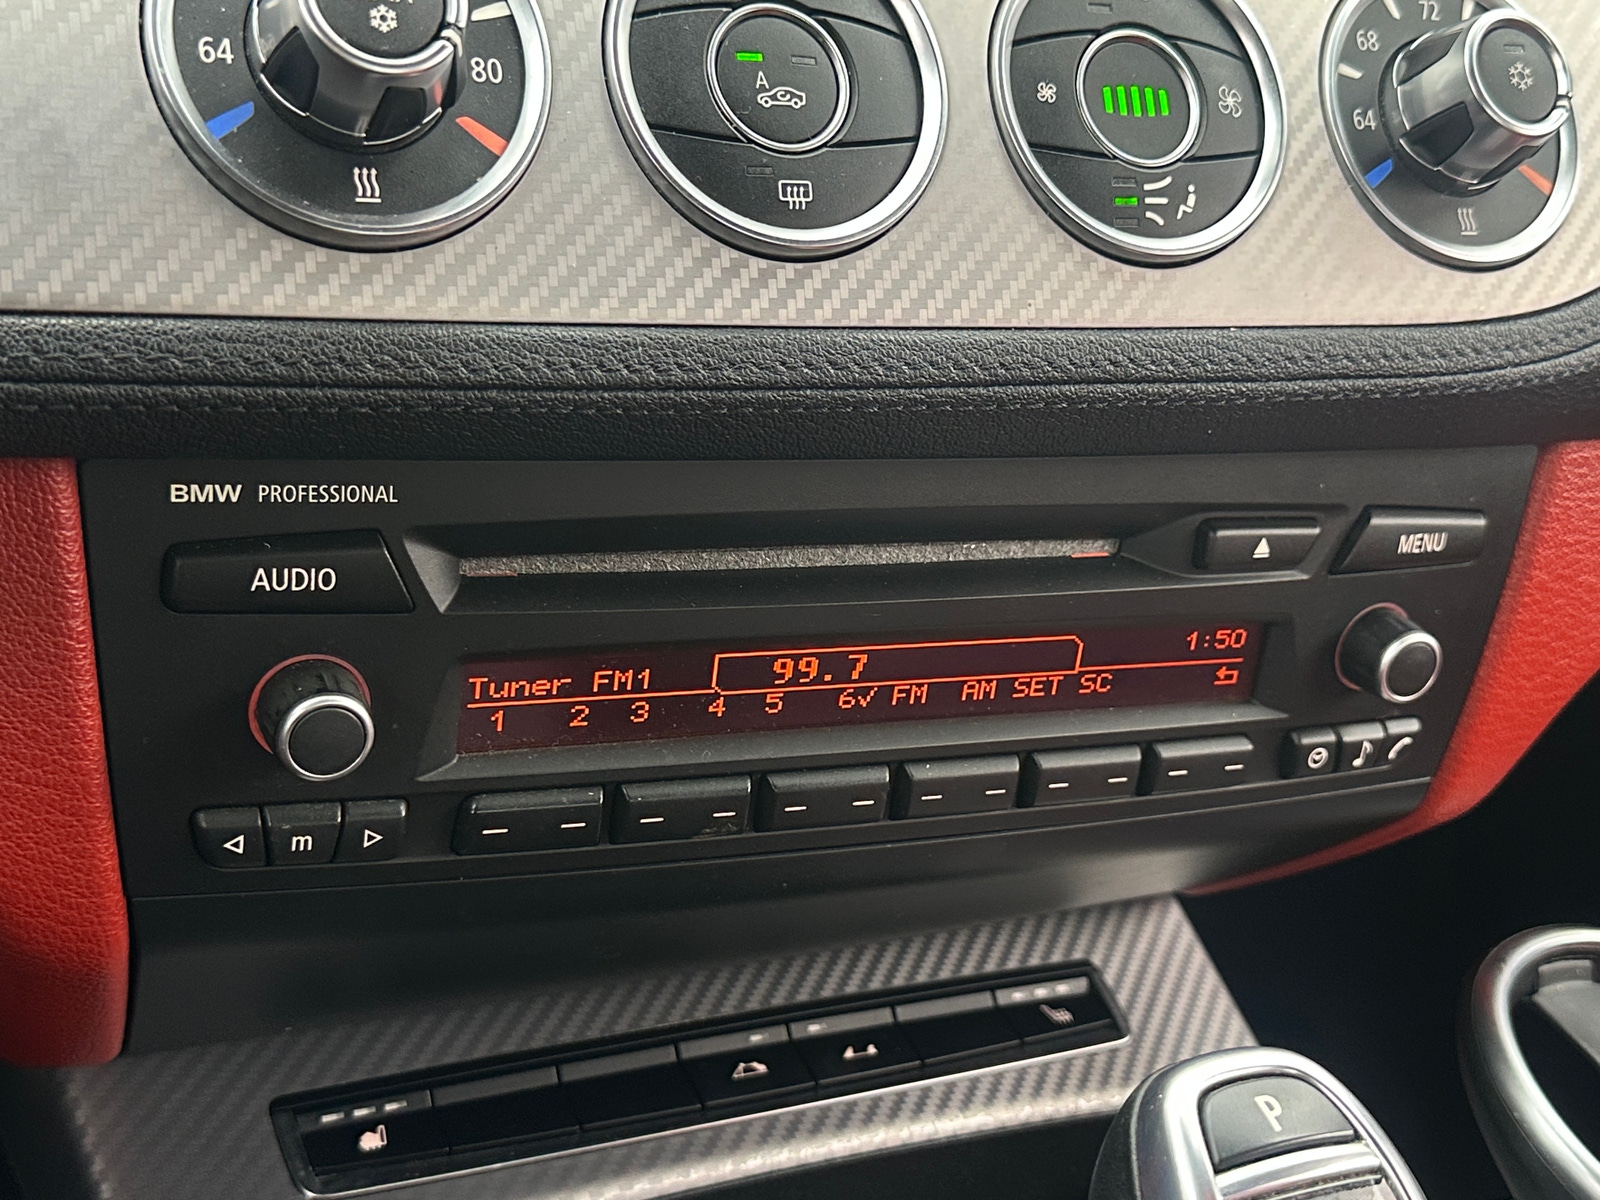 72
64
80
68
64
A
BMW PROFESSIONAL
AUDIO
MENU
Tuner FM1
99.7
1:50
1 2 3 4 5 6✓ FM AM SET SC
m
P